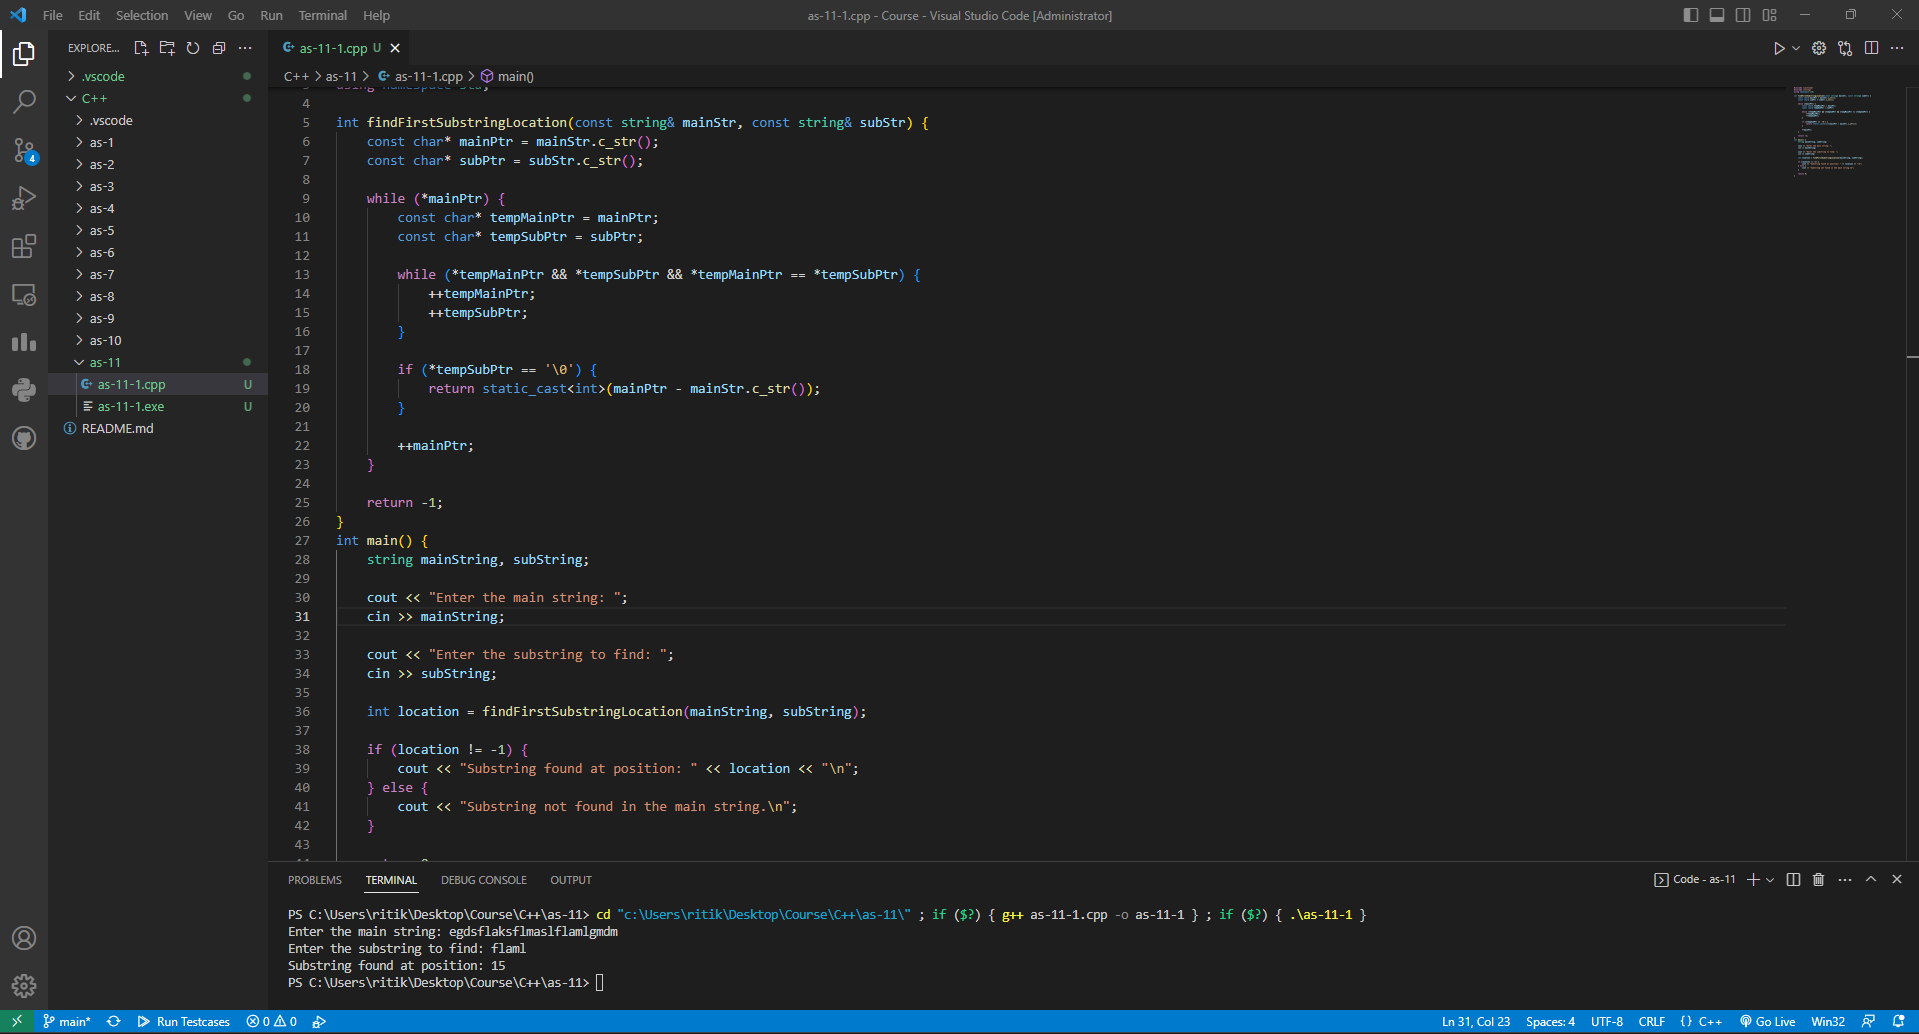 File Edit Selection View Go Run Terminal Help
as-11-1.cpp - Course - Visual Studio Code [Administrator]
EXPLORE...
.vscode
C++
.vscode
as-1
as-2
as-3
as-4
as-5
as-6
as-7
as-8
as-9
as-10
as-11
as-11-1.cpp U
as-11-1.exe U
README.md
4
as-11-1.cpp U
C++ > as-11 > as-11-1.cpp > main()
4
5 int findFirstSubstringLocation(const string& mainStr, const string& subStr) {
6 const char* mainPtr = mainStr.c_str();
7 const char* subPtr = subStr.c_str();
8
9 while (*mainPtr) {
10 const char* tempMainPtr = mainPtr;
11 const char* tempSubPtr = subPtr;
12
13 while (*tempMainPtr && *tempSubPtr && *tempMainPtr == *tempSubPtr) {
14 ++tempMainPtr;
15 ++tempSubPtr;
16 }
17
18 if (*tempSubPtr == '\0') {
19 return static_cast<int>(mainPtr - mainStr.c_str());
20 }
21
22 ++mainPtr;
23 }
24
25 return -1;
26 }
27 int main() {
28 string mainString, subString;
29
30 cout << "Enter the main string: ";
31 cin >> mainString;
32
33 cout << "Enter the substring to find: ";
34 cin >> subString;
35
36 int location = findFirstSubstringLocation(mainString, subString);
37
38 if (location != -1) {
39 cout << "Substring found at position: " << location << "\n";
40 } else {
41 cout << "Substring not found in the main string.\n";
42 }
43
PROBLEMS TERMINAL DEBUG CONSOLE OUTPUT
Code - as-11
PS C:\Users\ritik\Desktop\Course\C++\as-11> cd "c:\Users\ritik\Desktop\Course\C++\as-11\" ; if ($?) { g++ as-11-1.cpp -o as-11-1 } ; if ($?) { .\as-11-1 }
Enter the main string: egdsflaksflmaslflamlgmdm
Enter the substring to find: flaml
Substring found at position: 15
PS C:\Users\ritik\Desktop\Course\C++\as-11>
main* Run Testcases 0 0 Ln 31, Col 23 Spaces: 4 UTF-8 CRLF {} C++ Go Live Win32